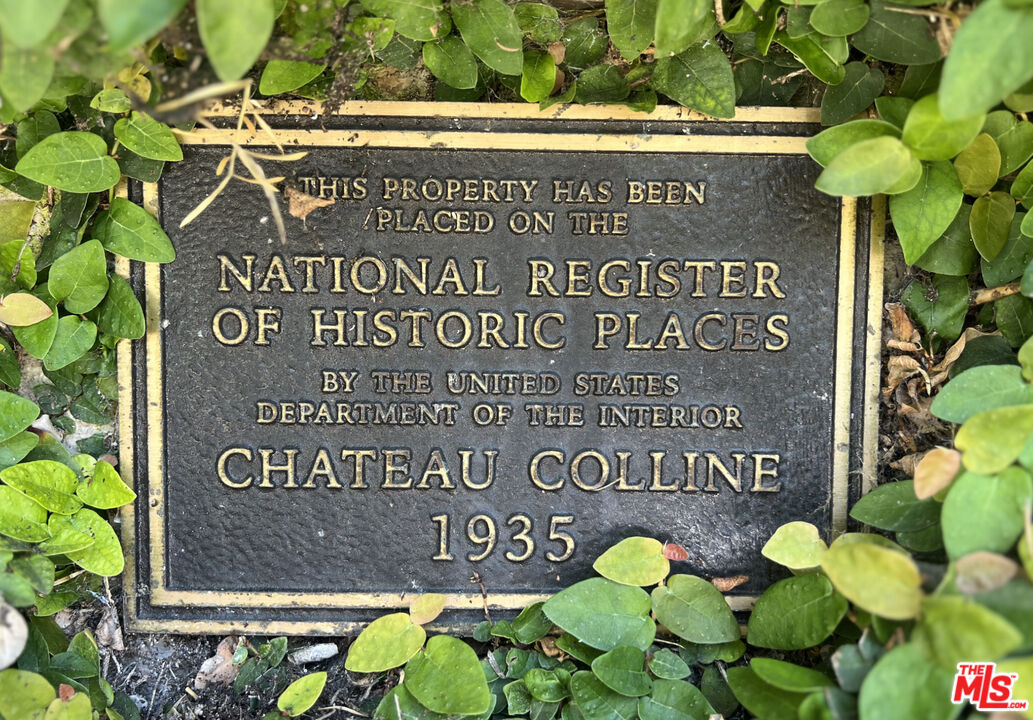 THIS PROPERTY HAS BEEN
PLACED ON THE
NATIONAL REGISTER
OF HISTORIC PLACES
BY THE UNITED STATES
DEPARTMENT OF THE INTERIOR
CHATEAU COLLINE
1935
THE
MLS
.COM